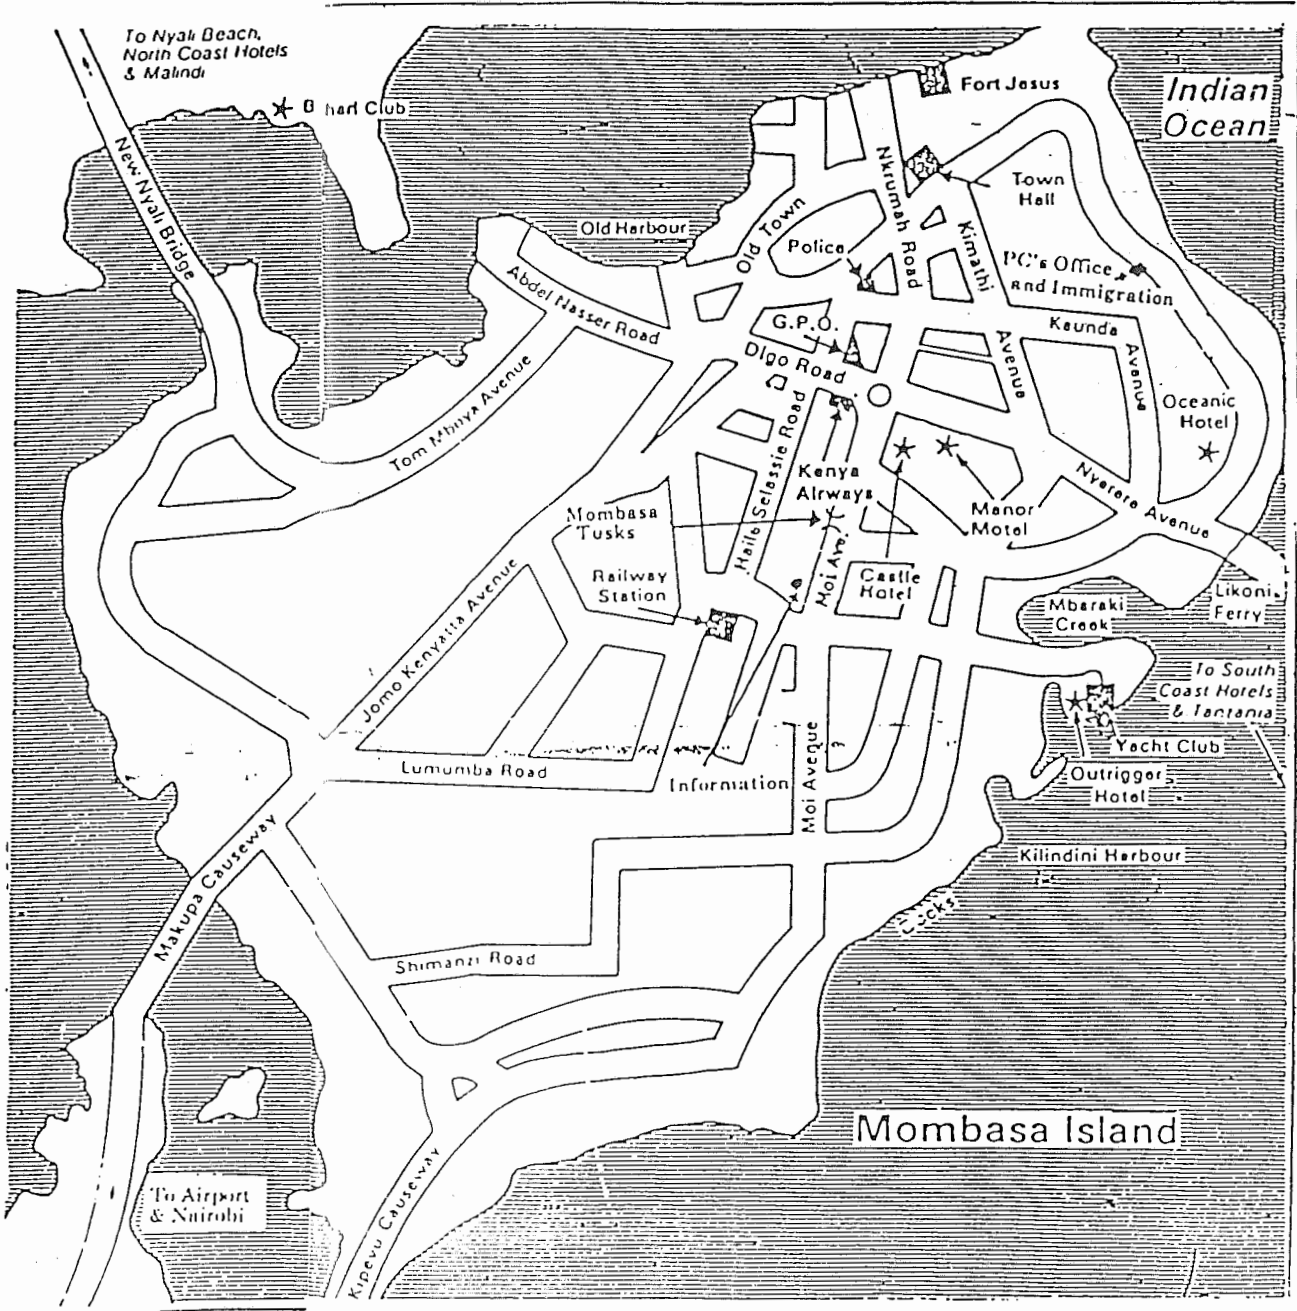 To Nyali Beach,
North Coast Hotels
& Malindi
Club
New Nyali Bridge
Fort Jesus
Indian
Ocean
Town
Hall
Nkrumah Road
Kimathi
Avenue
Old Harbour
Old Town
Police
PC's Office
and Immigration
Abdel Nasser Road
G.P.O.
Kaunda
Avenue
Digo Road
Tom Mboya Avenue
Oceanic
Hotel
Haile Selassie Road
Kenya
Airways
Nyerere Avenue
Manor
Motel
Mombasa
Tusks
Moi Ave.
Railway
Station
Castle
Hotel
Likoni
Ferry
Mbaraki
Creek
Jomo Kenyatta Avenue
To South
Coast Hotels
& Tanzania
Yacht Club
Lumumba Road
Information
Moi Avenue
Outrigger
Hotel
Makupa Causeway
Kilindini Harbour
Docks
Shimanzi Road
Mombasa Island
To Airport
& Nairobi
Kipevu Causeway